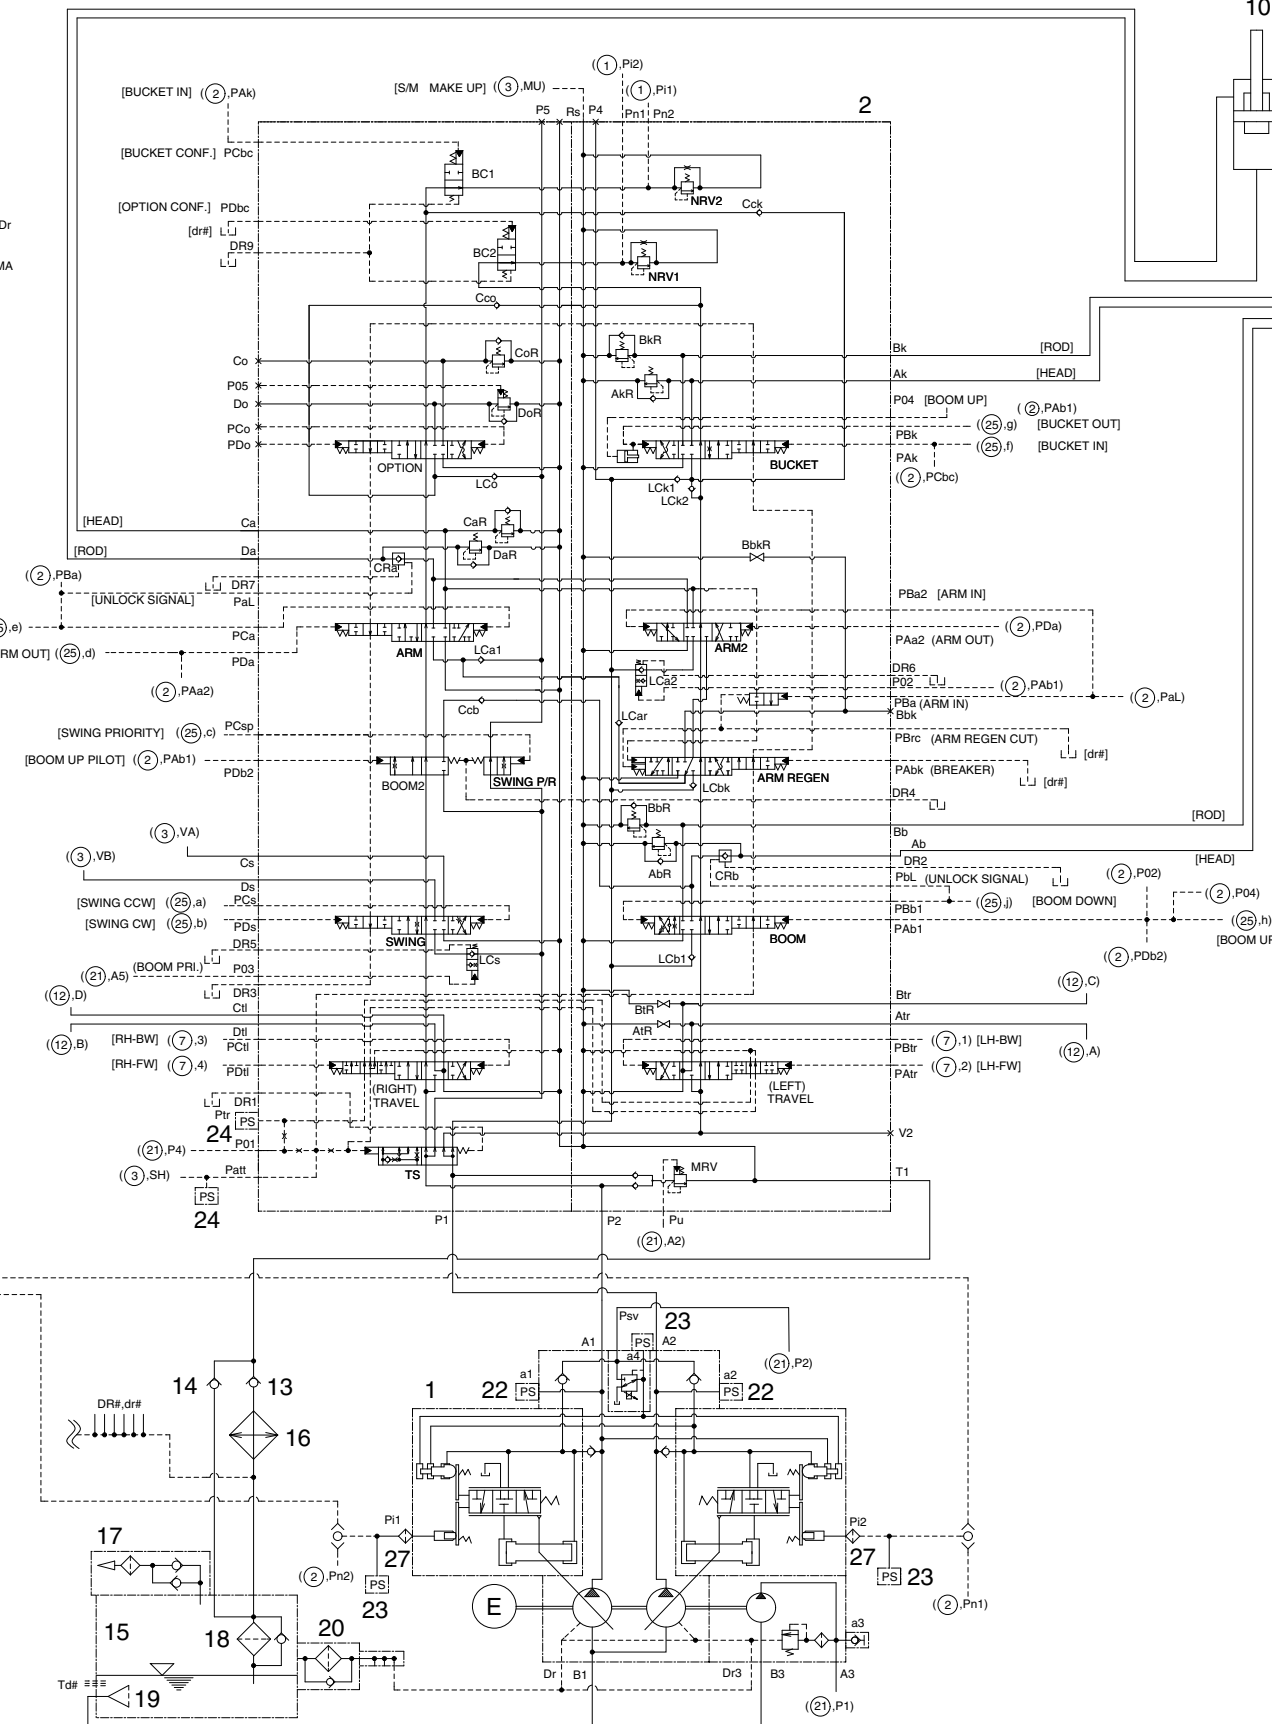 10
(①,Pi2)
[S/M MAKE UP] (③,MU)
[BUCKET IN] (②,PAk)
(①,Pi1)
P5 Rs P4 Pn1 Pn2
2
[BUCKET CONF.] PCbc
BC1
NRV2
Cck
[OPTION CONF.] PDbc
Dr
[dr#]
DR9
BC2
MA
NRV1
Cco
BkR
Bk [ROD]
Co
CoR
Ak [HEAD]
P05
AkR
Do
DoR
P04 [BOOM UP] (②,PAb1)
PCo
(㉕,g) [BUCKET OUT]
PBk
PDo
(㉕,f) [BUCKET IN]
OPTION
BUCKET
PAk
(②,PCbc)
LCo
LCk1
LCk2
[HEAD] Ca
CaR
[ROD] Da
DaR
BbkR
CRa
(②,PBa)
DR7
[UNLOCK SIGNAL] PaL
PBa2 [ARM IN]
,e)
PCa
(②,PDa)
ARM
ARM2
PAa2 (ARM OUT)
RM OUT] (㉕,d)
PDa
LCa1
DR6
LCa2
P02
(②,PAa2)
(②,PAb1)
(②,PaL)
Ccb
PBa (ARM IN)
LCar
Bbk
[SWING PRIORITY] (㉕,c) PCsp
PBrc (ARM REGEN CUT)
[dr#]
[BOOM UP PILOT] (②,PAb1)
PDb2
BOOM2
SWING P/R
ARM REGEN
PAbk (BREAKER)
[dr#]
LCbk
DR4
BbR
[ROD]
(③,VA)
Bb
Ab
(③,VB)
Cs
AbR
CRb
DR2
[HEAD]
PbL (UNLOCK SIGNAL)
(②,P02)
Ds
[SWING CCW] (㉕,a) PCs
(②,P04)
PBb1
(㉕,j) [BOOM DOWN]
[SWING CW] (㉕,b) PDs
SWING
BOOM
PAb1
(㉕,h)
[BOOM UP
DR5
LCs
LCb1
(②,PDb2)
(BOOM PRI.) P03
(㉑,A5)
(⑫,D)
DR3
(⑫,C)
Ctl
BtR
Btr
Atr
Dtl
AtR
(⑫,B)
[RH-BW] (⑦,3)
PCtl
PBtr
(⑦,1) [LH-BW]
(⑫,A)
[RH-FW] (⑦,4)
PDtl
PAtr
(⑦,2) [LH-FW]
(RIGHT)
TRAVEL
(LEFT)
TRAVEL
DR1
Ptr
PS
24
V2
(㉑,P4)
P01
TS
MRV
T1
(③,SH)
Patt
PS
24
P1
P2
Pu
(㉑,A2)
Psv
23
A1
PS
A2
a4
(㉑,P2)
14
13
1
22
a1
PS
a2
PS
22
DR#,dr#
16
17
Pi1
Pi2
27
27
(②,Pn2)
PS
23
PS
23
(②,Pn1)
E
15
18
20
a3
Dr B1
Dr3 B3 A3
Td#
19
(㉑,P1)